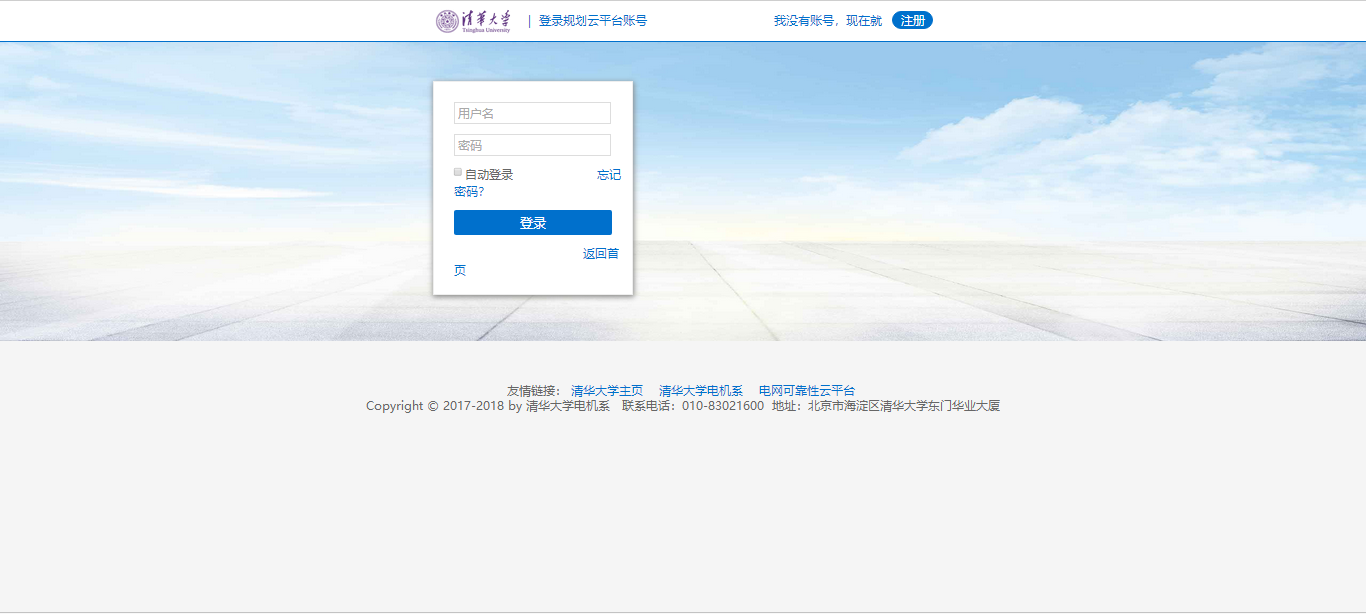 清华大学
Tsinghua University
| 登录规划云平台账号
我没有账号，现在就 注册
用户名
密码
自动登录 忘记
密码?
登录
返回首
页
友情链接： 清华大学主页 清华大学电机系 电网可靠性云平台
Copyright © 2017-2018 by 清华大学电机系 联系电话：010-83021600 地址：北京市海淀区清华大学东门华业大厦